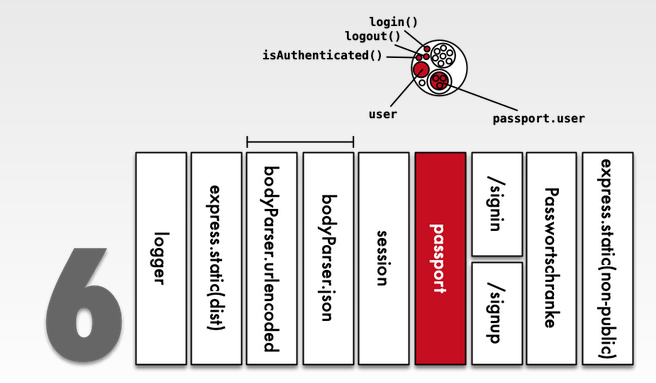 login()
logout()
isAuthenticated()
user
passport.user
6
logger
express.static(dist)
bodyParser.urlencoded
bodyParser.json
session
passport
/signin
/signup
Passwortschranke
express.static(non-public)